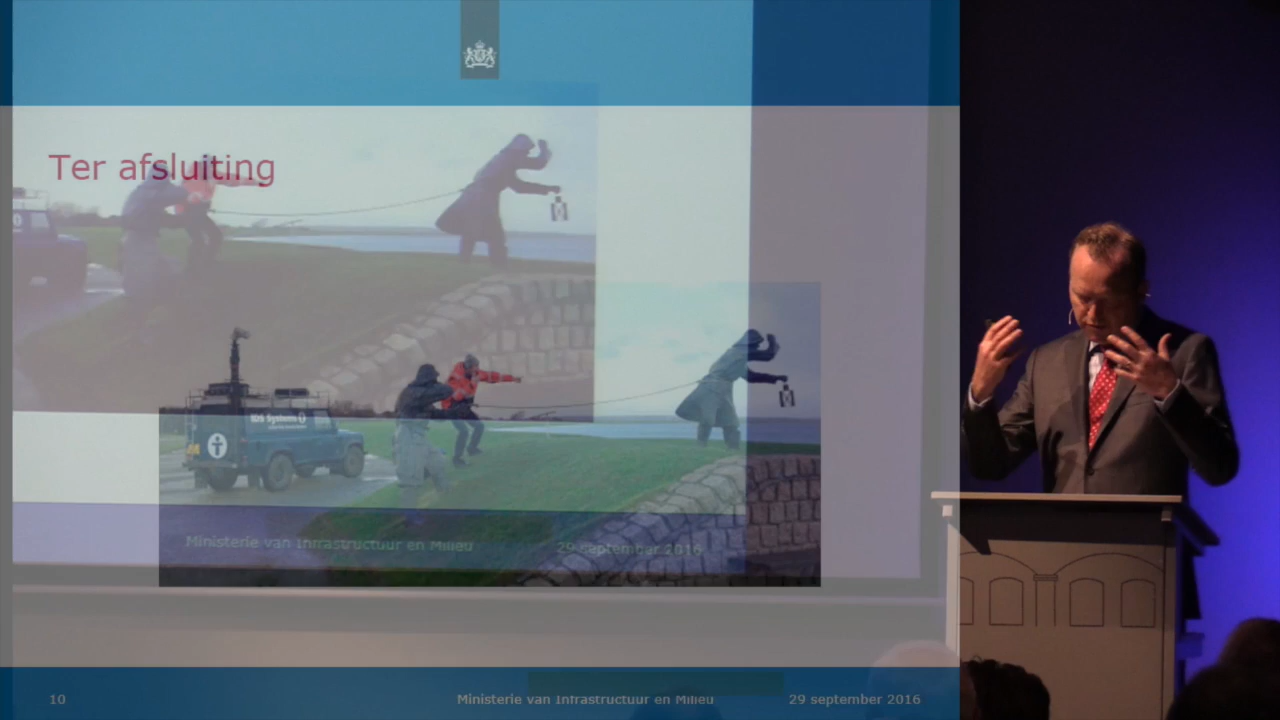 Ter afsluiting
IDS System
Ministerie van Infrastructuur en Milieu
29 september 2016
10
Ministerie van Infrastructuur en Milieu
29 september 2016